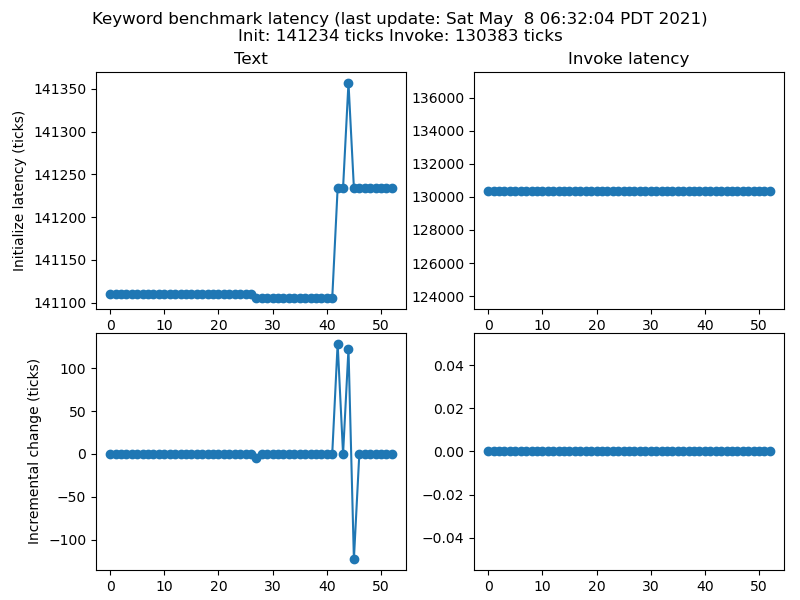 Keyword benchmark latency (last update: Sat May  8 06:32:04 PDT 2021)
Init: 141234 ticks Invoke: 130383 ticks
Text
Initialize latency (ticks)
141350
141300
141250
141200
141150
141100
0 10 20 30 40 50
Invoke latency
136000
134000
132000
130000
128000
126000
124000
0 10 20 30 40 50
Incremental change (ticks)
100
50
0
−50
−100
0 10 20 30 40 50
0.04
0.02
0.00
−0.02
−0.04
0 10 20 30 40 50